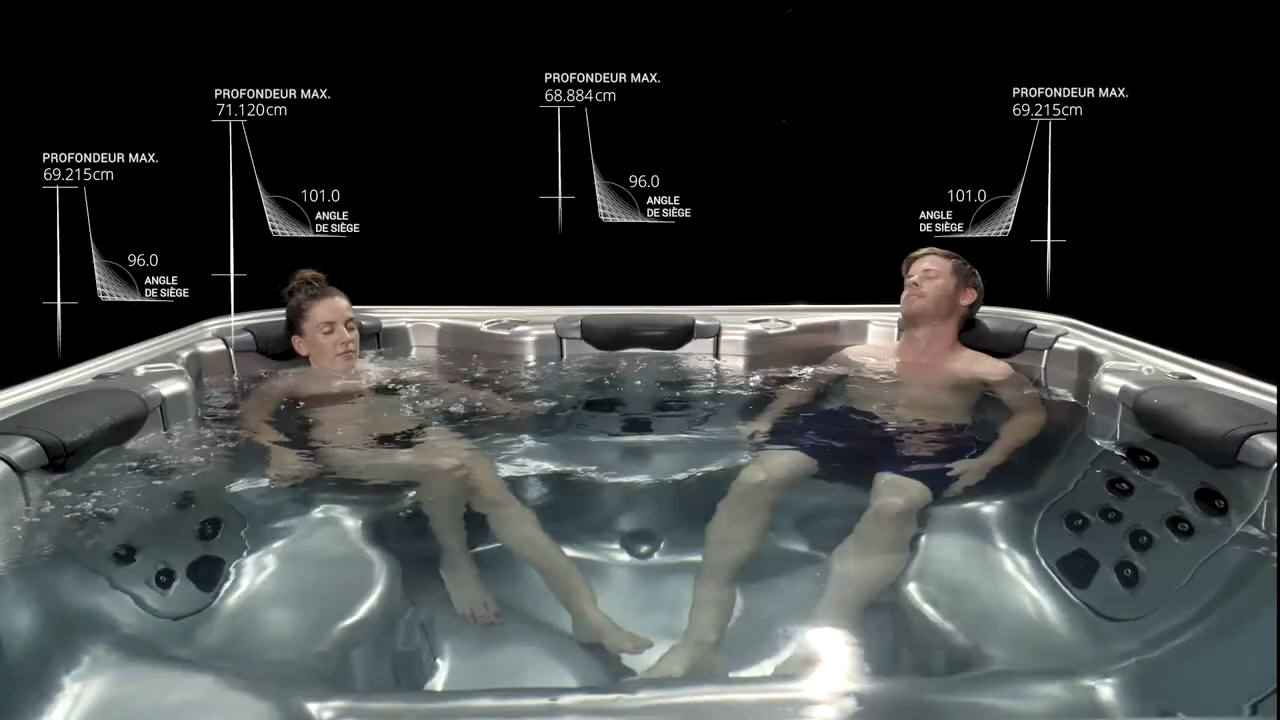 PROFONDEUR MAX.
69.215cm
96.0
ANGLE
DE SIÈGE
PROFONDEUR MAX.
71.120cm
101.0
ANGLE
DE SIÈGE
PROFONDEUR MAX.
68.884cm
96.0
ANGLE
DE SIÈGE
PROFONDEUR MAX.
69.215cm
101.0
ANGLE
DE SIÈGE